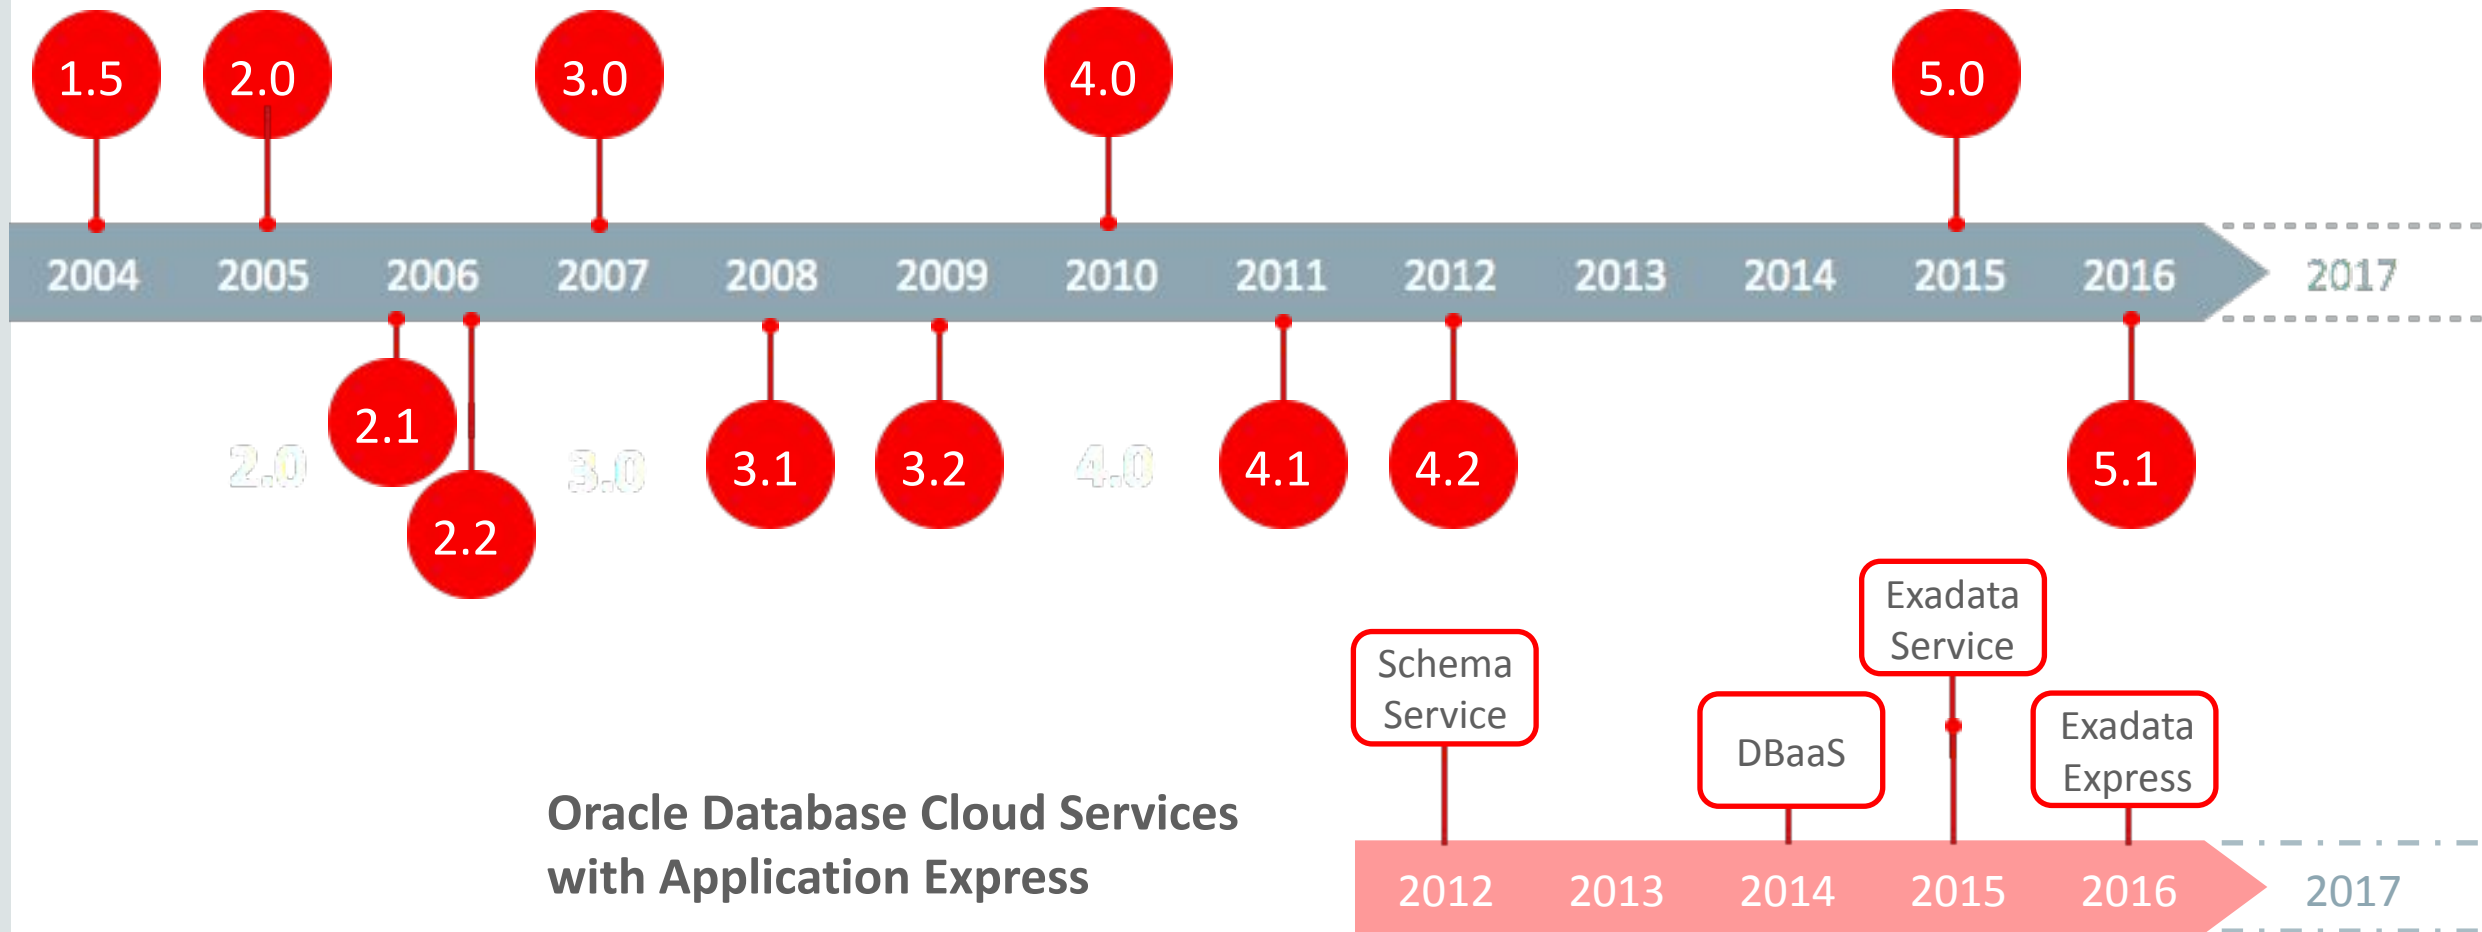 1.5
2.0
3.0
4.0
5.0
2004 2005 2006 2007 2008 2009 2010 2011 2012 2013 2014 2015 2016 2017
2.1
2.0
3.0
3.1
3.2
4.0
4.1
4.2
5.1
2.2
Exadata
Service
Schema
Service
DBaaS
Exadata
Express
Oracle Database Cloud Services
with Application Express
2012 2013 2014 2015 2016 2017